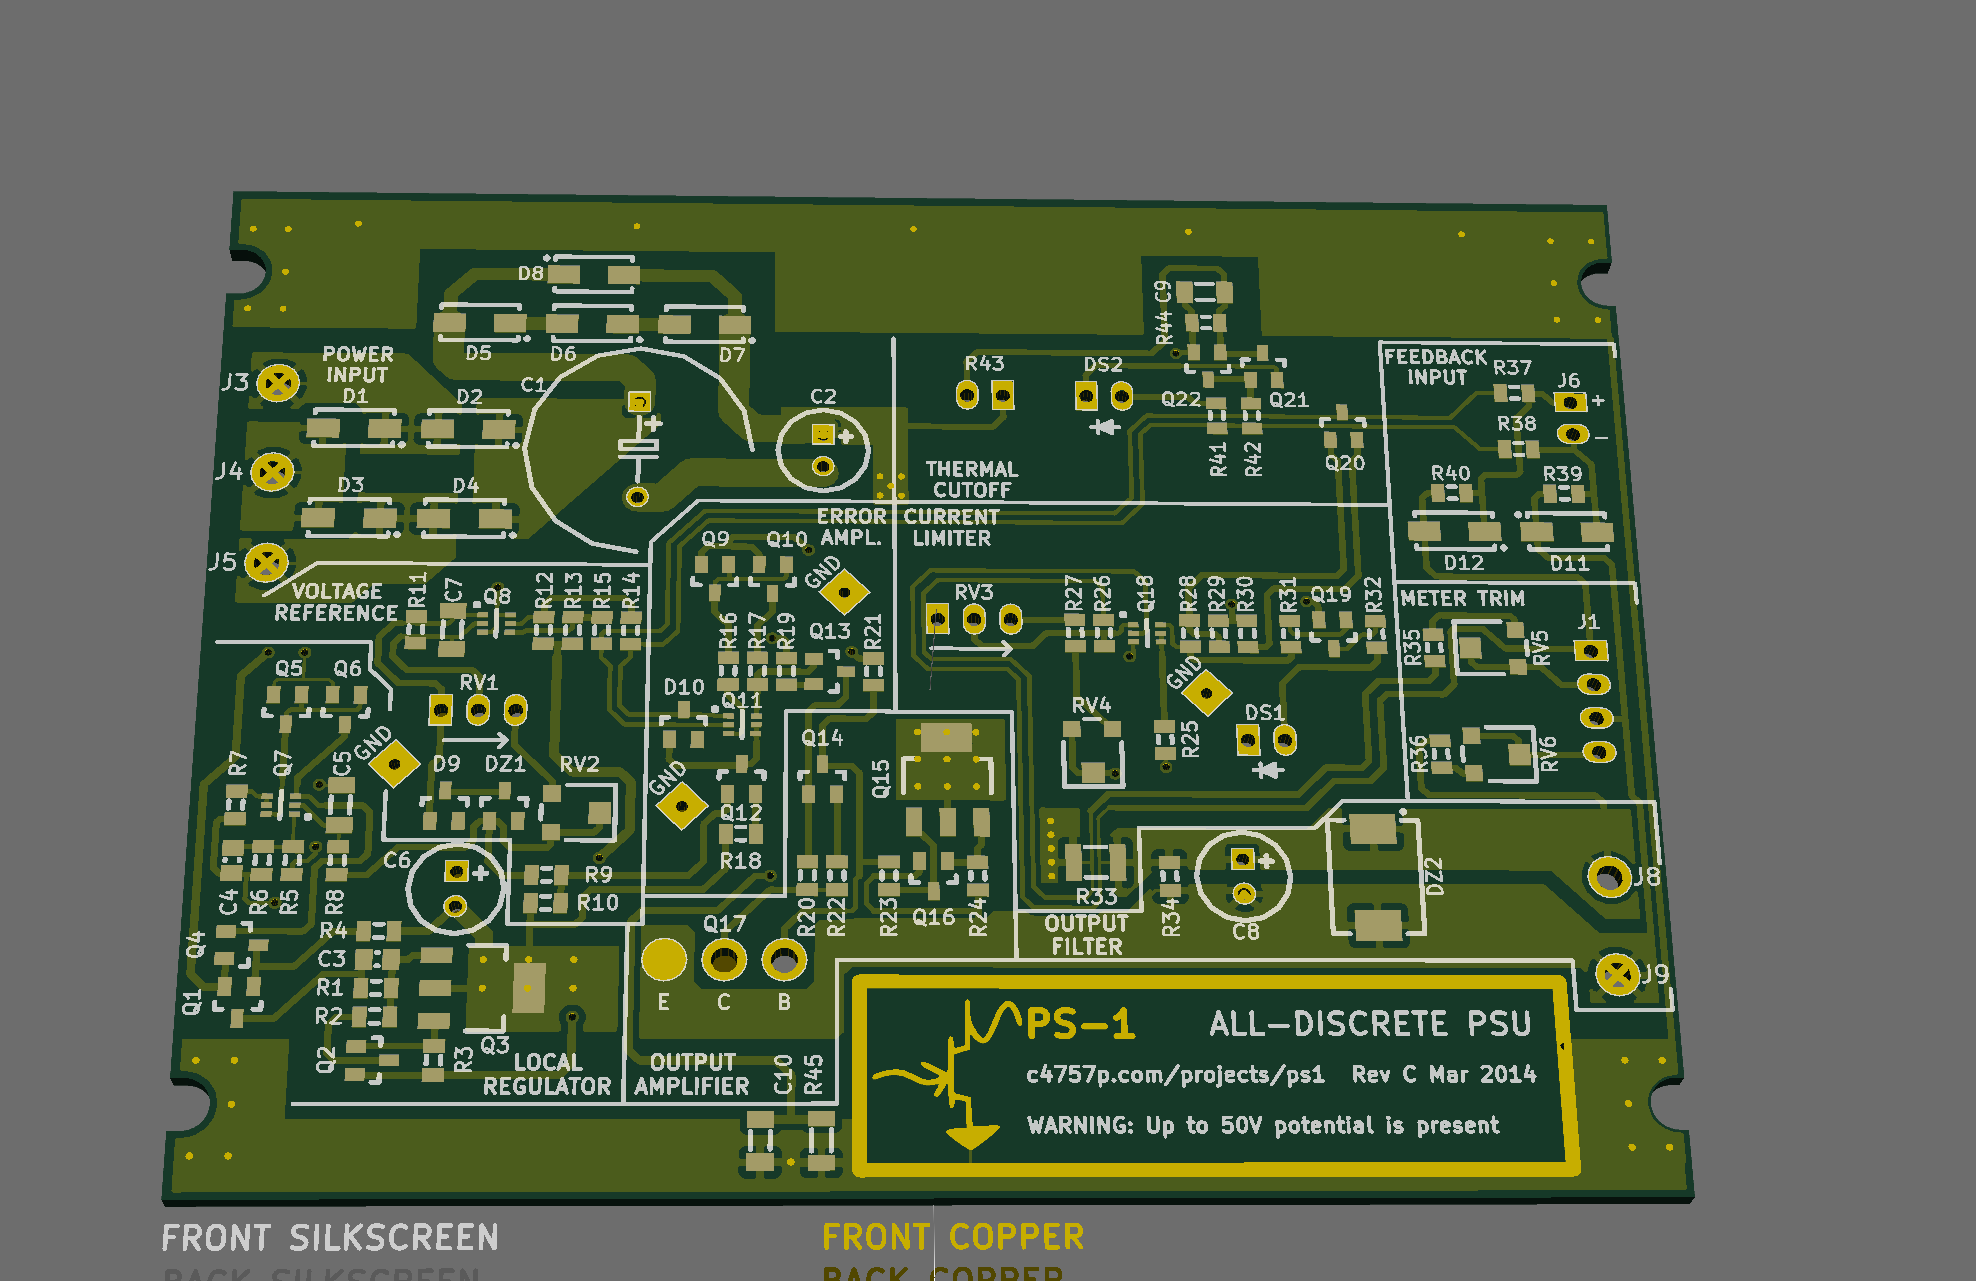 D8
C9
D5
D6
D7
R44
POWER
INPUT
J3
C1
D1
D2
C2
R43
DS2
Q22
Q21
FEEDBACK
INPUT
R37
J6
+
R38
−
J4
D3
D4
+
+
R41
R42
Q20
R40
R39
THERMAL
CUTOFF
ERROR
AMPL.
CURRENT
LIMITER
Q9
Q10
GND
D12
D11
J5
VOLTAGE
REFERENCE
R11
C7
Q8
R12
R13
R15
R14
RV3
R27
R26
Q18
R28
R29
R30
R31
Q19
R32
METER TRIM
J1
R16
R17
R19
Q13
R21
R35
RV5
Q5
Q6
RV1
D10
Q11
GND
RV4
R25
DS1
R36
RV6
GND
R7
Q7
C5
D9
DZ1
RV2
GND
Q14
Q15
Q12
R18
C6
+
R9
R10
C4
R6
R5
R8
R20
R22
R23
Q16
R24
R33
R34
+
C8
DZ2
J8
OUTPUT
FILTER
R4
C3
R1
R2
Q4
Q1
Q2
R3
Q3
Q17
E C B
J9
LOCAL
REGULATOR
OUTPUT
AMPLIFIER
C10
R45
PS-1 ALL-DISCRETE PSU
c4757p.com/projects/ps1 Rev C Mar 2014
WARNING: Up to 50V potential is present
FRONT SILKSCREEN FRONT COPPER
BACK SILKSCREEN BACK COPPER